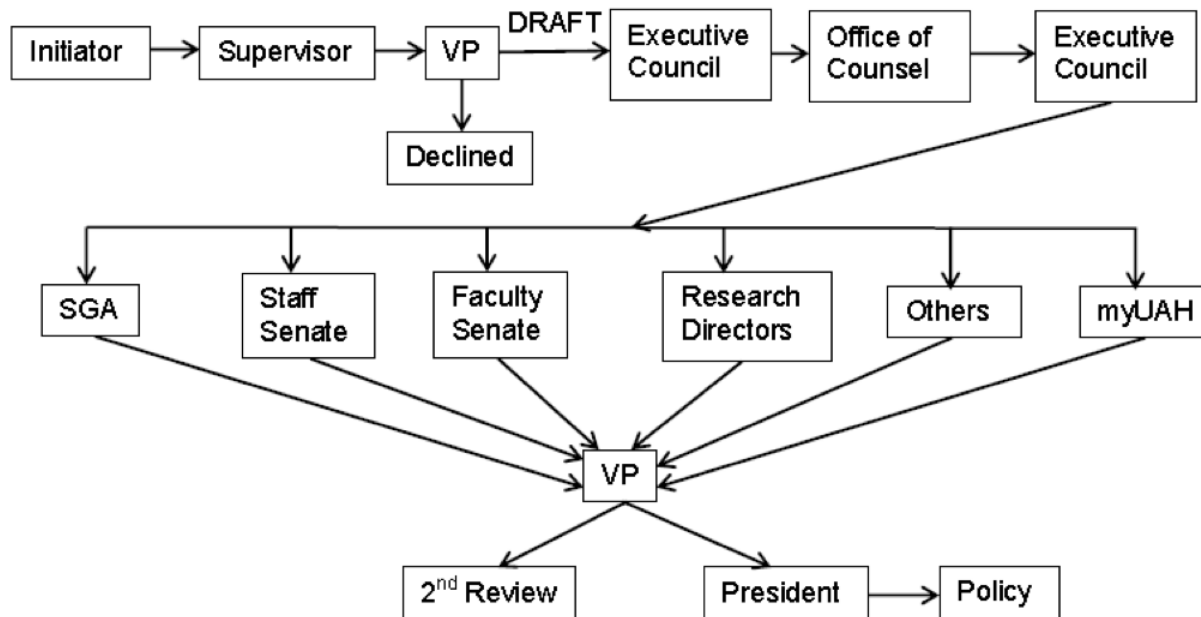 DRAFT
Initiator
Supervisor
VP
Executive
Council
Office of
Counsel
Executive
Council
Declined
SGA
Staff
Senate
Faculty
Senate
Research
Directors
Others
myUAH
VP
2nd Review
President
Policy